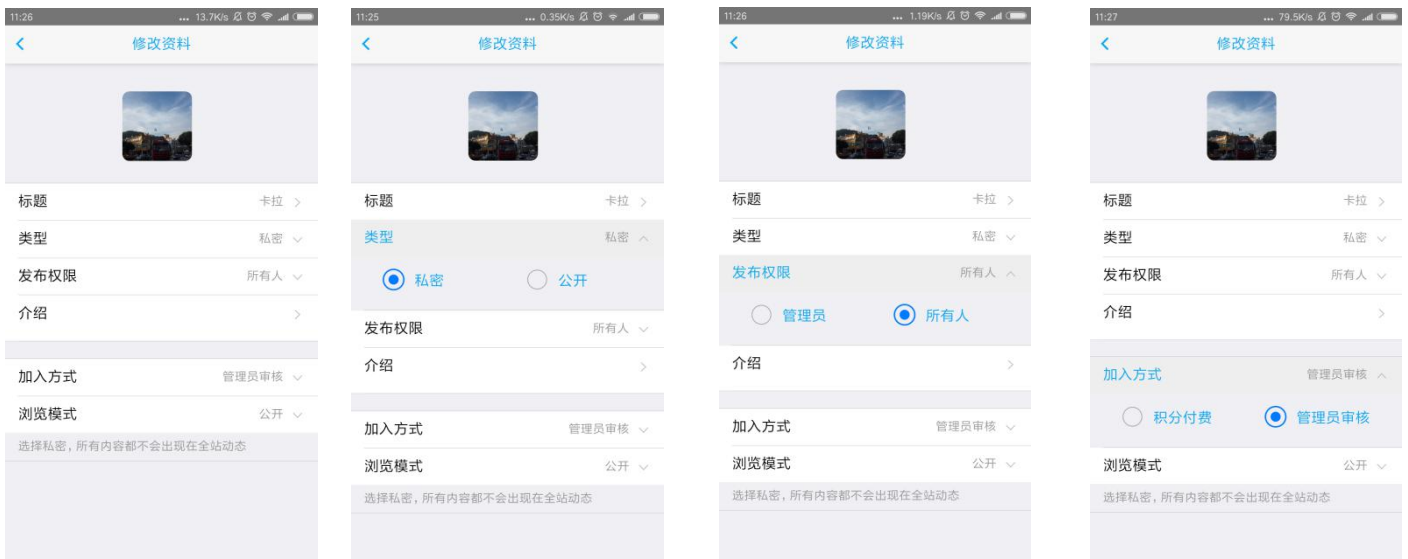 11:26 ... 13.7K/s
修改资料
标题 卡拉
类型 私密
发布权限 所有人
介绍
加入方式 管理员审核
浏览模式 公开
选择私密，所有内容都不会出现在全站动态
11:25 ... 0.35K/s
修改资料
标题 卡拉
类型 私密
私密 公开
发布权限 所有人
介绍
加入方式 管理员审核
浏览模式 公开
选择私密，所有内容都不会出现在全站动态
11:26 ... 1.19K/s
修改资料
标题 卡拉
类型 私密
发布权限 所有人
管理员 所有人
介绍
加入方式 管理员审核
浏览模式 公开
选择私密，所有内容都不会出现在全站动态
11:27 ... 79.5K/s
修改资料
标题 卡拉
类型 私密
发布权限 所有人
介绍
加入方式 管理员审核
积分付费 管理员审核
浏览模式 公开
选择私密，所有内容都不会出现在全站动态